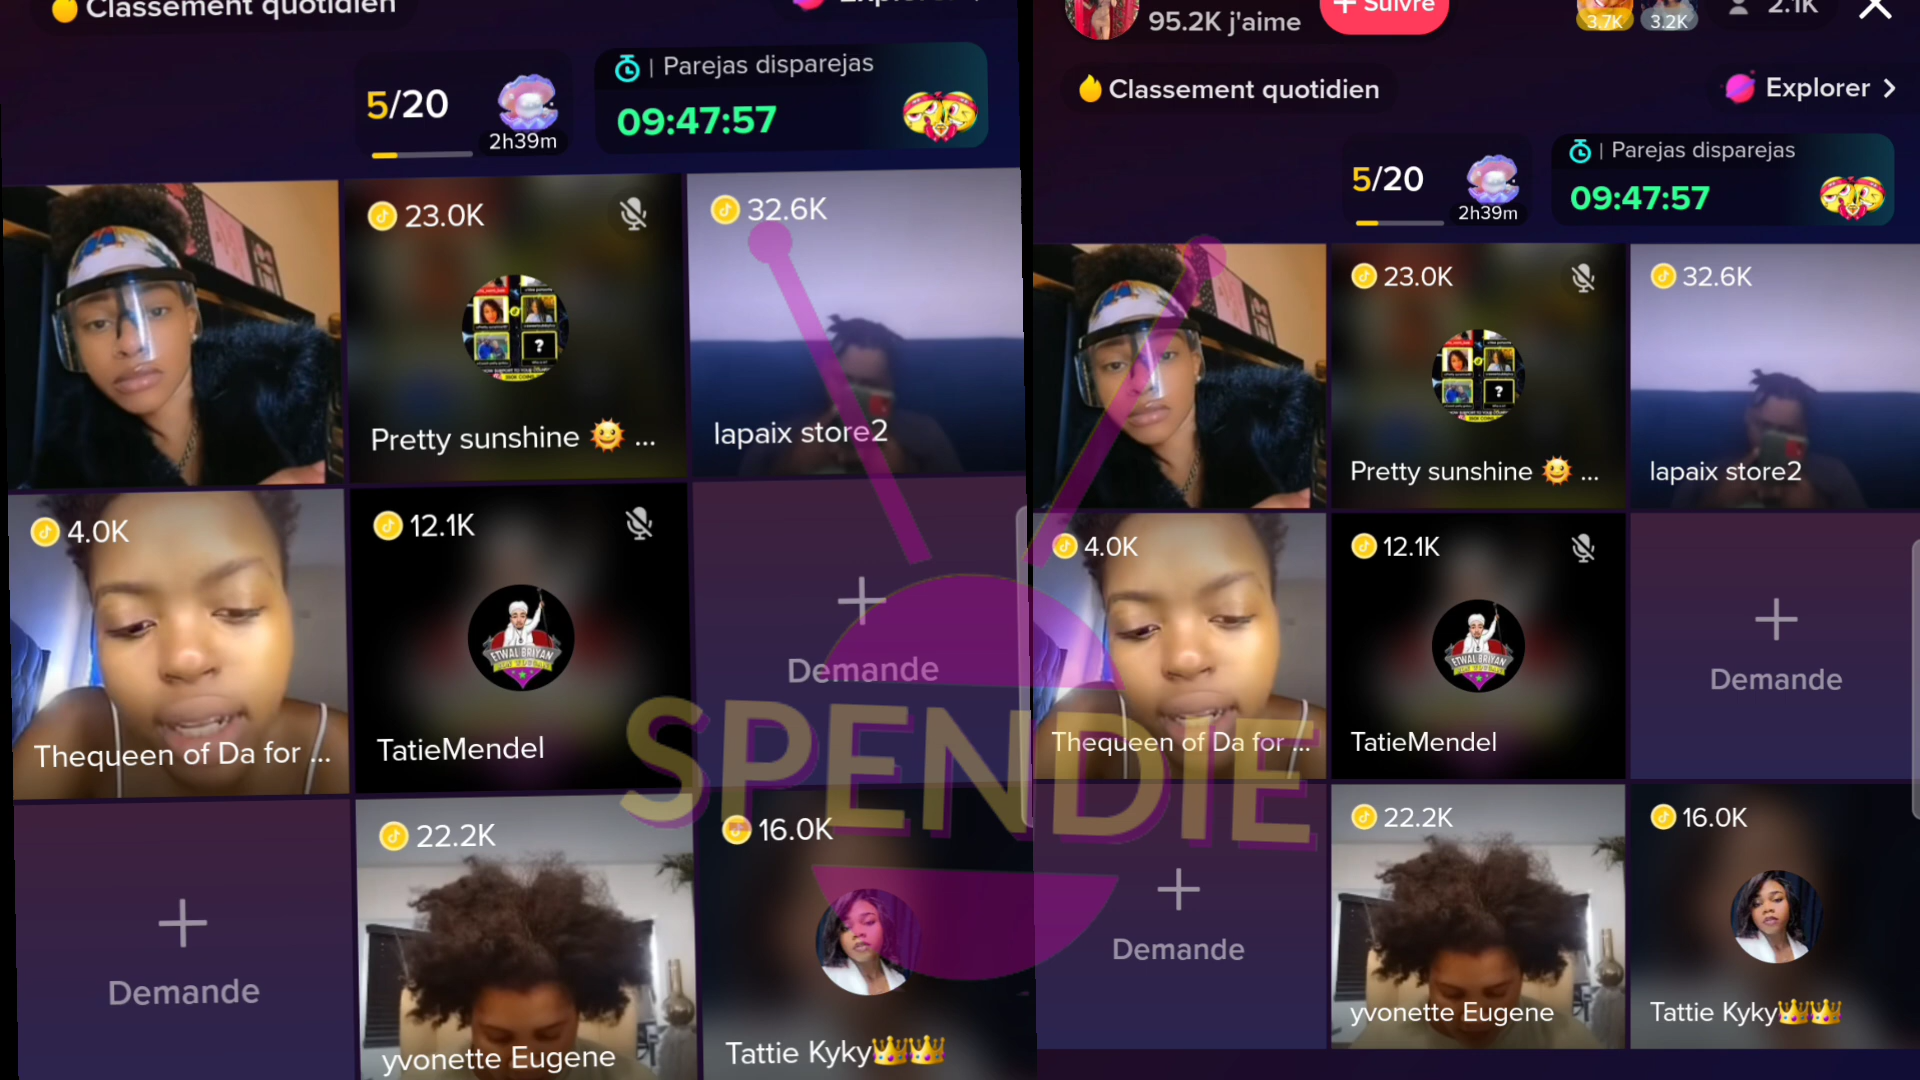 Classement quotidien
5/20
2h39m
Parejas disparejas
09:47:57
23.0K
Pretty sunshine 🌞 ...
32.6K
lapaix store2
4.0K
Thequeen of Da for ...
12.1K
ETWAL BRIYAN
TatieMendel
Demande
Demande
22.2K
yvonette Eugene
16.0K
Tattie Kyky👑👑
SPENDIE
95.2K j'aime
+ Suivre
3.7K
3.2K
2.1K
Classement quotidien
Explorer >
5/20
2h39m
Parejas disparejas
09:47:57
23.0K
Pretty sunshine 🌞 ...
32.6K
lapaix store2
4.0K
Thequeen of Da for ...
12.1K
ETWAL BRIYAN
TatieMendel
Demande
Demande
22.2K
yvonette Eugene
16.0K
Tattie Kyky👑👑